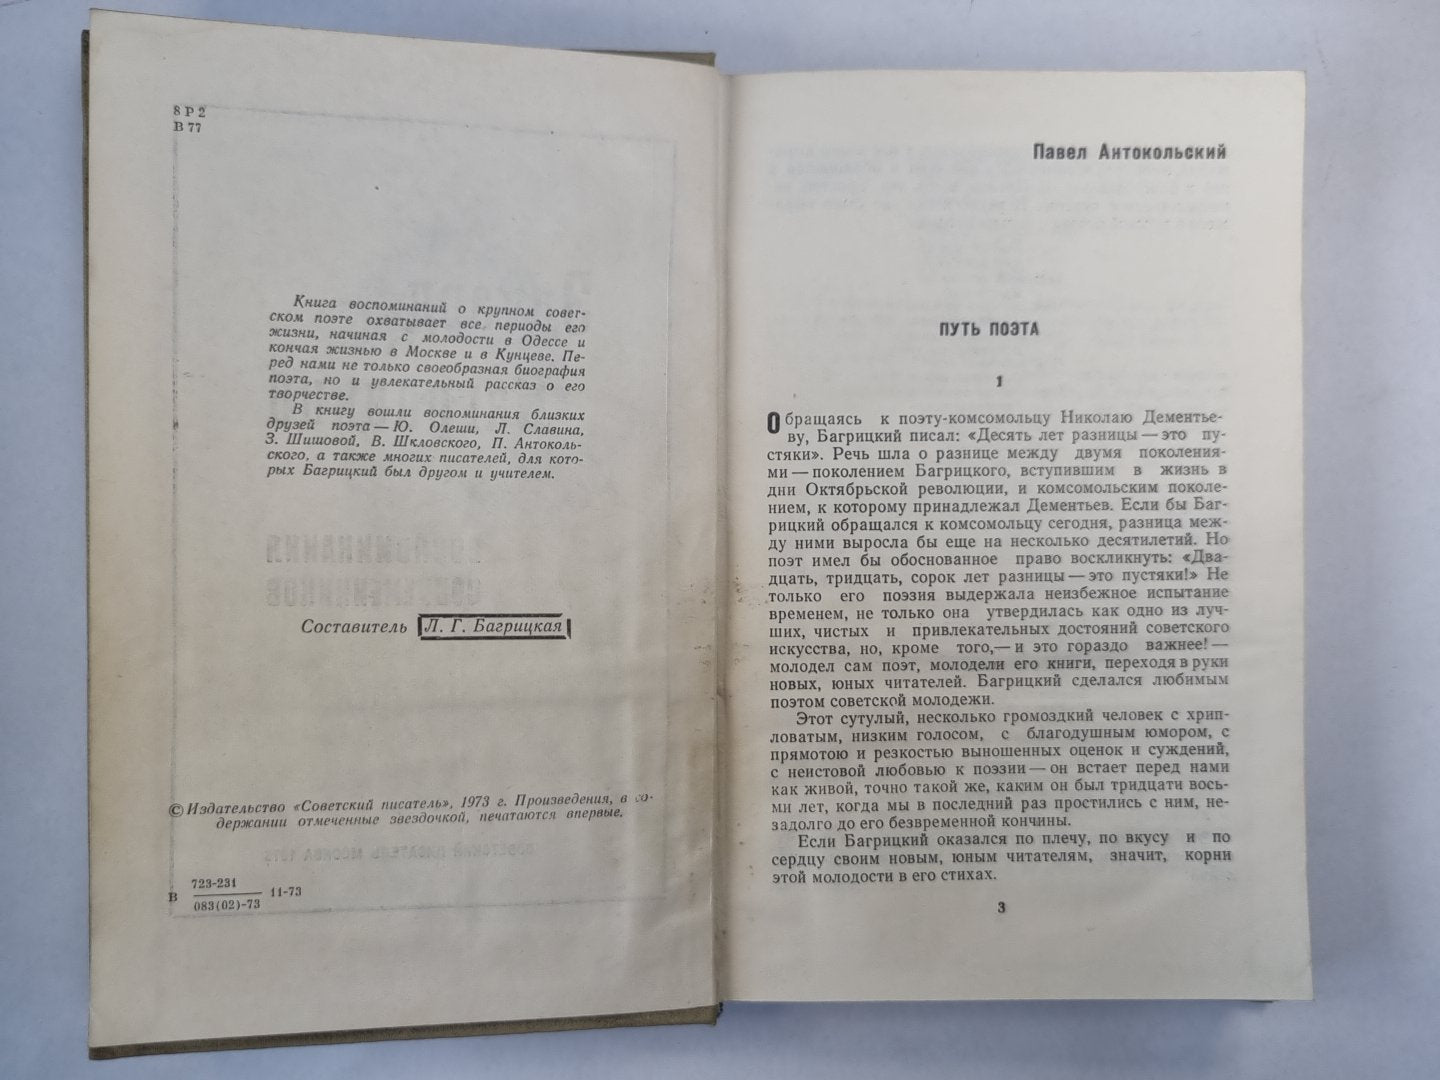 8 Р 2
В 77
Книга воспоминаний о крупном совет-
ском поэте охватывает все периоды его
жизни, начиная с молодости в Одессе и
кончая жизнью в Москве и в Кунцеве. Пе-
ред нами не только своеобразная биография
поэта, но и увлекательный рассказ о его
творчестве.
В книгу вошли воспоминания близких
друзей поэта — Ю. Олеши, Л. Славина,
З. Шишовой, В. Шкловского, П. Антоколь-
ского, а также многих писателей, для кото-
рых Багрицкий был другом и учителем.
Составитель Л. Г. Багрицкая
© Издательство «Советский писатель», 1973 г. Произведения, в со-
держании отмеченные звездочкой, печатаются впервые.
723-231
В 11-73
083(02)-73
Павел Антокольский
ПУТЬ ПОЭТА
1
Обращаясь к поэту-комсомольцу Николаю Дементье-
ву, Багрицкий писал: «Десять лет разницы — это пу-
стяки». Речь шла о разнице между двумя поколения-
ми — поколением Багрицкого, вступившим в жизнь в
дни Октябрьской революции, и комсомольским поколе-
нием, к которому принадлежал Дементьев. Если бы Баг-
рицкий обращался к комсомольцу сегодня, разница меж-
ду ними выросла бы еще на несколько десятилетий. Но
поэт имел бы обоснованное право воскликнуть: «Два-
дцать, тридцать, сорок лет разницы — это пустяки!» Не
только его поэзия выдержала неизбежное испытание
временем, не только она утвердилась как одно из луч-
ших, чистых и привлекательных достояний советского
искусства, но, кроме того,— и это гораздо важнее! —
молодел сам поэт, молодели его книги, переходя в руки
новых, юных читателей. Багрицкий сделался любимым
поэтом советской молодежи.
Этот сутулый, несколько громоздкий человек с хрип-
ловатым, низким голосом, с благодушным юмором, с
прямотою и резкостью выношенных оценок и суждений,
с неистовой любовью к поэзии — он встает перед нами
как живой, точно такой же, каким он был тридцать вось-
ми лет, когда мы в последний раз простились с ним, не-
задолго до его безвременной кончины.
Если Багрицкий оказался по плечу, по вкусу и по
сердцу своим новым, юным читателям, значит, корни
этой молодости в его стихах.
3